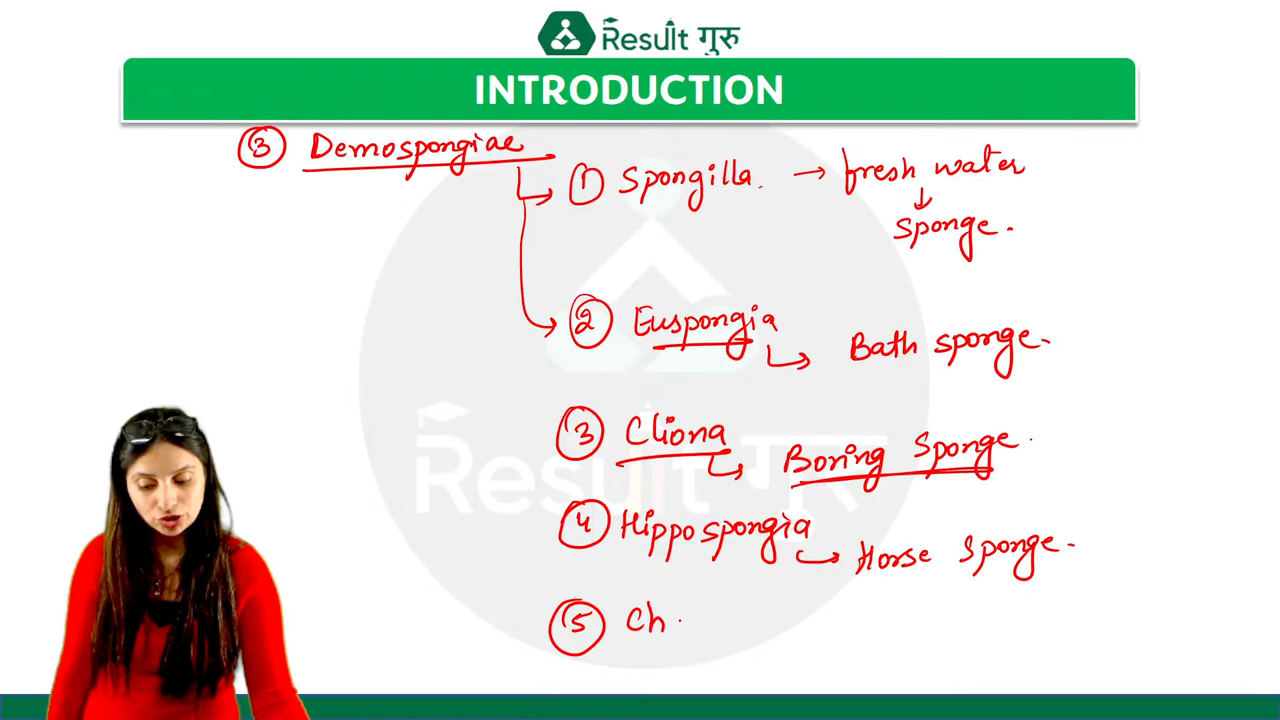 Result गुरु
INTRODUCTION
③ Demospongiae
① Spongilla. → fresh water
↓
sponge.
② Euspongia
Bath sponge.
③ Cliona
Boring Sponge.
④ Hippospongia
Horse Sponge.
⑤ Ch.
Result गुरु